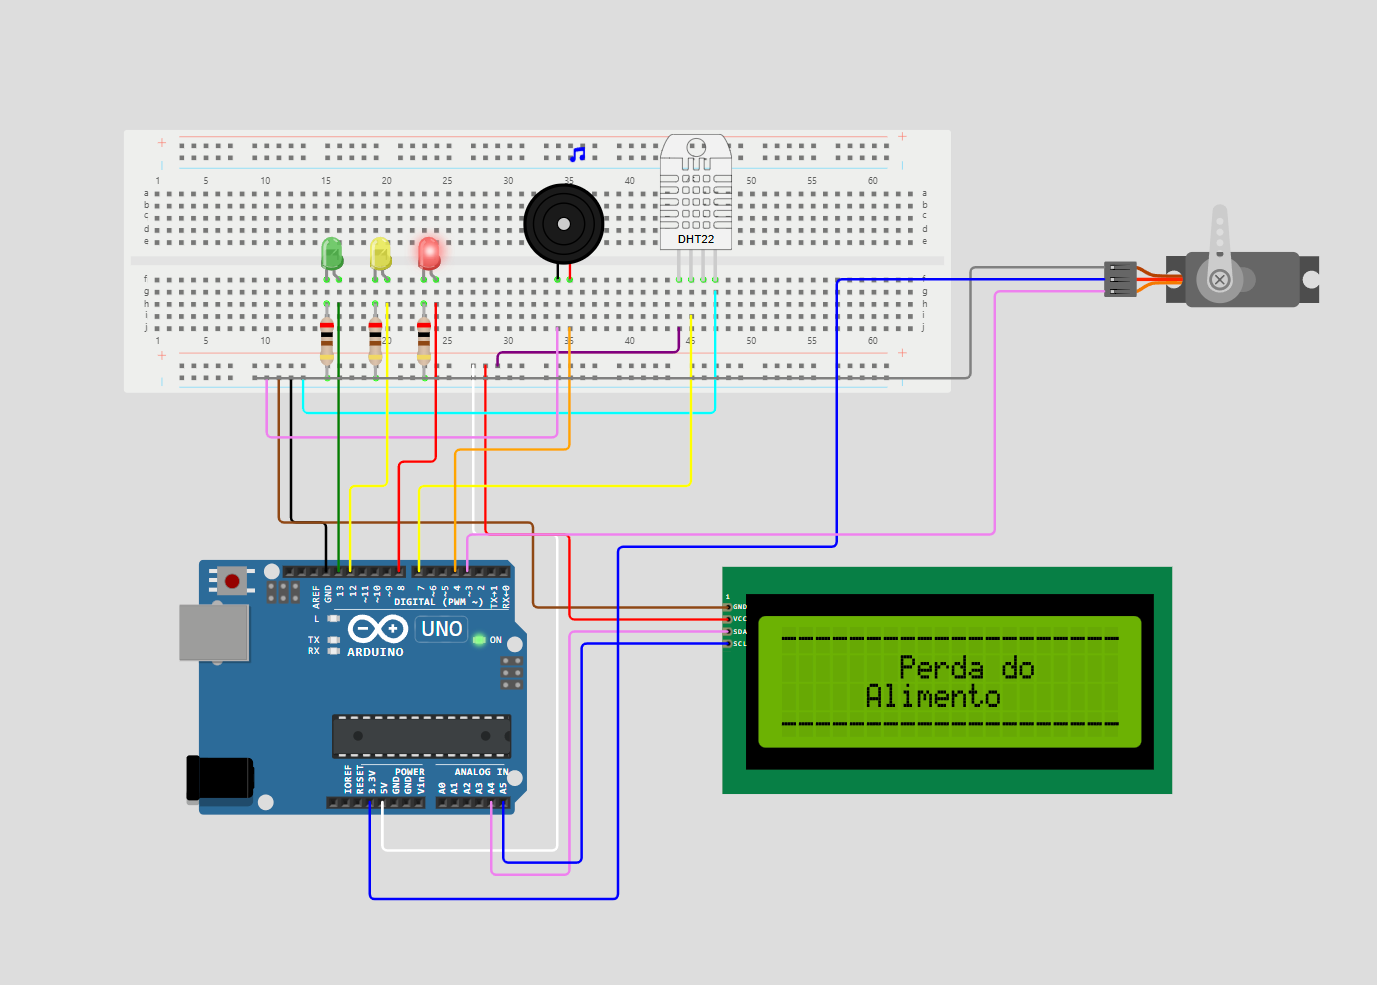 1 5 10 15 20 25 30 35 40 45 50 55 60
a a
b b
c c
d d
e e
DHT22
f f
g g
h h
i i
j j
1 5 10 15 20 25 30 35 40 45 50 55 60
AREF GND 13 12 ~11 ~10 ~9 8 7 ~6 ~5 4 ~3 2 TX→1 RX←0
DIGITAL (PWM ~)
L
UNO
TX
RX
ON
ARDUINO
POWER
ANALOG IN
IOREF RESET 3.3V 5V GND GND Vin A0 A1 A2 A3 A4 A5
1
GND
VCC
SDA
SCL
--------------------
Perda do
Alimento
--------------------